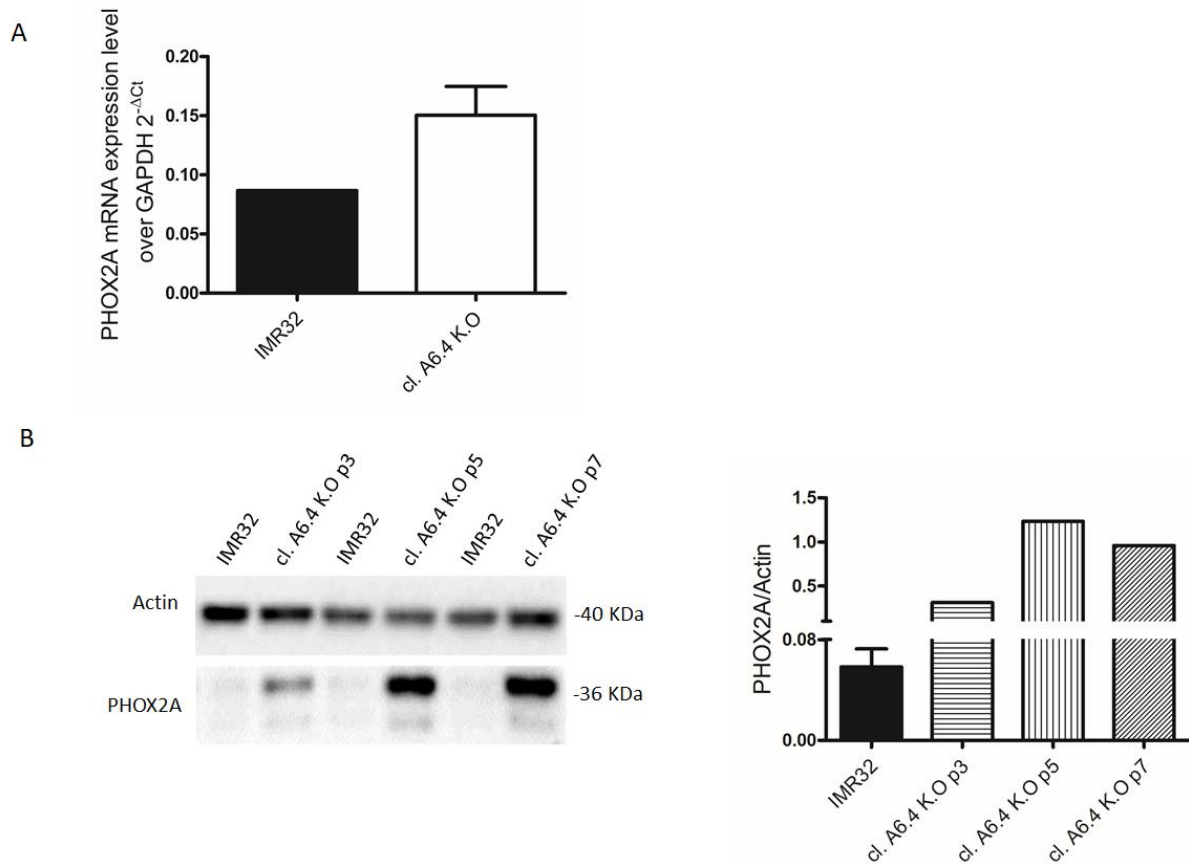 A
PHOX2A mRNA expression level
over GAPDH 2^-ΔCt
0.20
0.15
0.10
0.05
0.00
IMR32
cl. A6.4 K.O
B
IMR32
cl. A6.4 K.O p3
IMR32
cl. A6.4 K.O p5
IMR32
cl. A6.4 K.O p7
Actin
-40 KDa
PHOX2A
-36 KDa
PHOX2A/Actin
1.5
1.0
0.5
0.08
0.00
IMR32
cl. A6.4 K.O p3
cl. A6.4 K.O p5
cl. A6.4 K.O p7